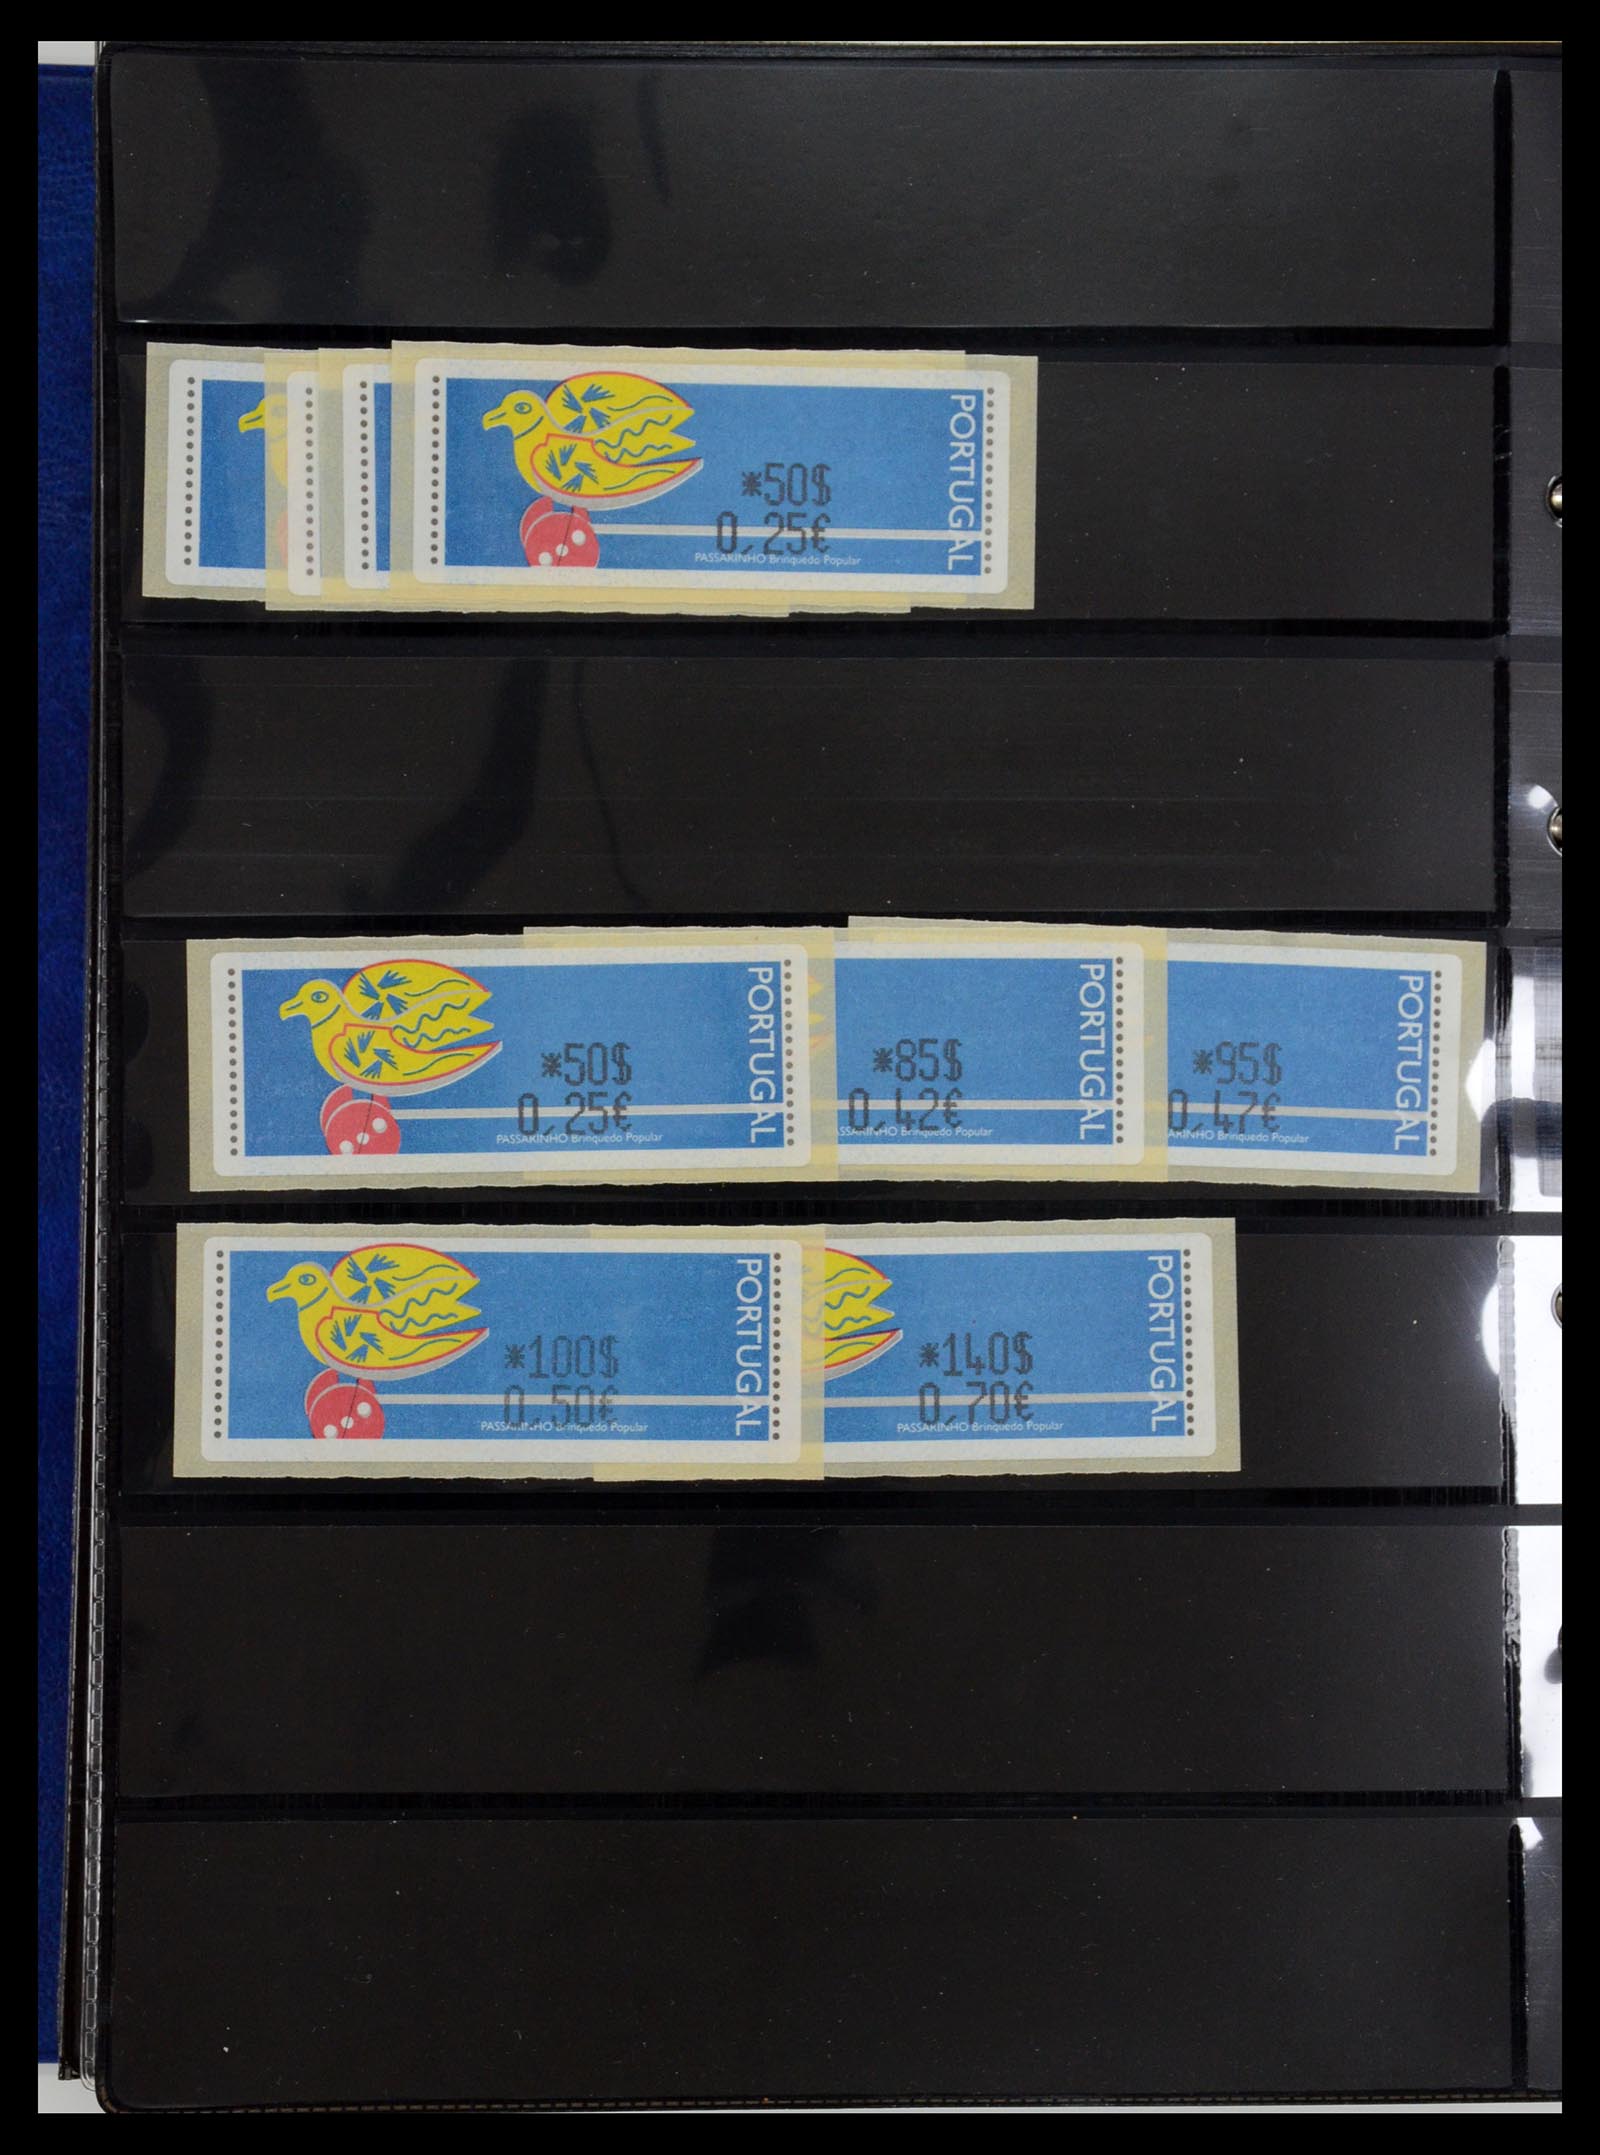 *50$
0,25€
PASSARINHO Brinquedo Popular
PORTUGAL
*50$
0,25€
PASSARINHO Brinquedo Popular
PORTUGAL
*85$
0,42€
Brinquedo Popular
PORTUGAL
*95$
0,47€
Brinquedo Popular
PORTUGAL
*100$
0,50€
PASSARINHO Brinquedo Popular
PORTUGAL
*140$
0,70€
PASSARINHO Brinquedo Popular
PORTUGAL